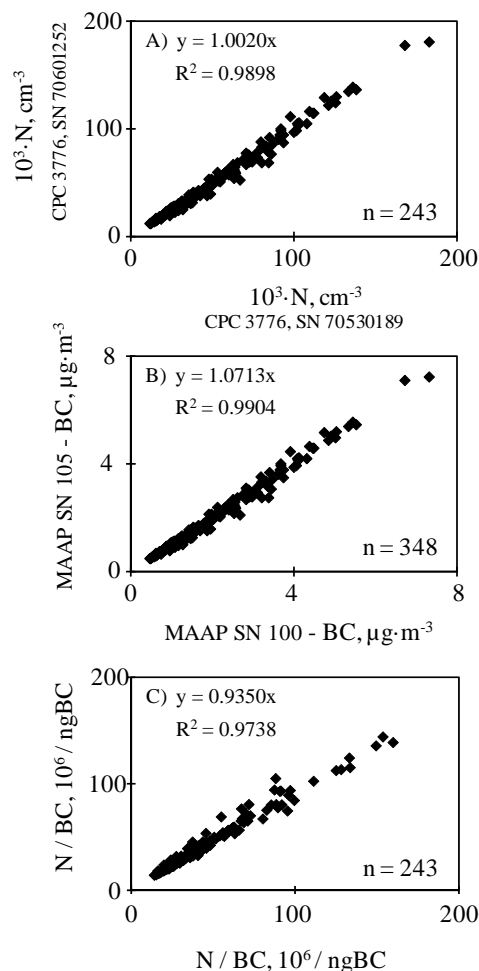 200
A) y = 1.0020x
R² = 0.9898
10³·N, cm⁻³
CPC 3776, SN 70601252
100
n = 243
0
0
100
200
10³·N, cm⁻³
CPC 3776, SN 70530189
8
B) y = 1.0713x
R² = 0.9904
MAAP SN 105 - BC, µg·m⁻³
4
n = 348
0
0
4
8
MAAP SN 100 - BC, µg·m⁻³
200
C) y = 0.9350x
R² = 0.9738
N / BC, 10⁶ / ngBC
100
n = 243
0
0
100
200
N / BC, 10⁶ / ngBC